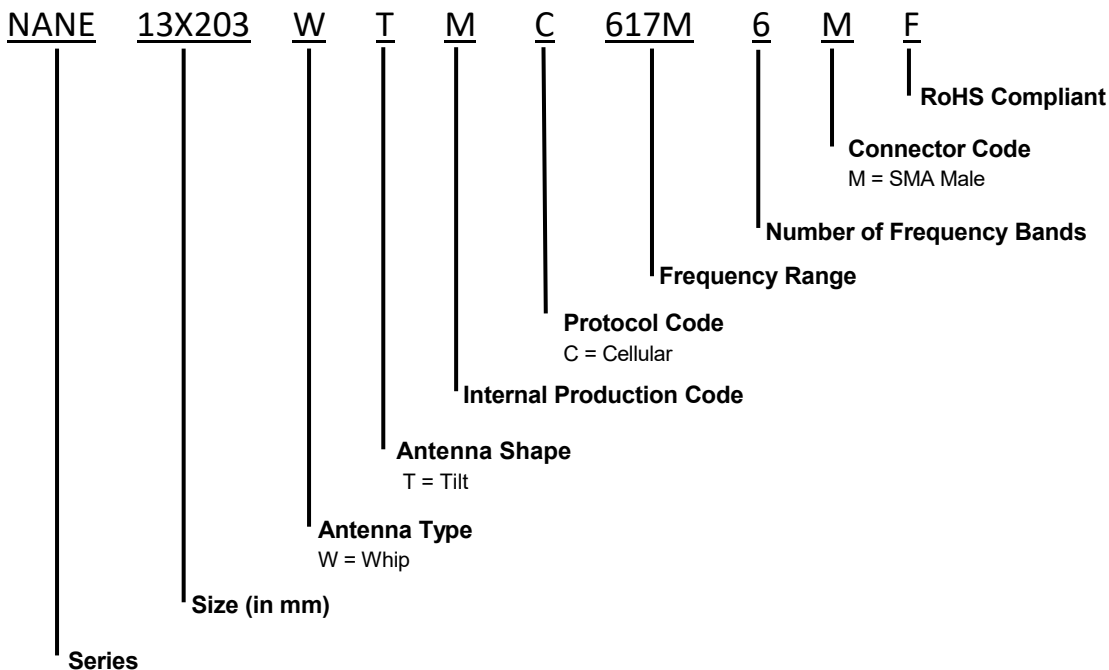 NANE 13X203 W T M C 617M 6 M F
RoHS Compliant
Connector Code
M = SMA Male
Number of Frequency Bands
Frequency Range
Protocol Code
C = Cellular
Internal Production Code
Antenna Shape
T = Tilt
Antenna Type
W = Whip
Size (in mm)
Series